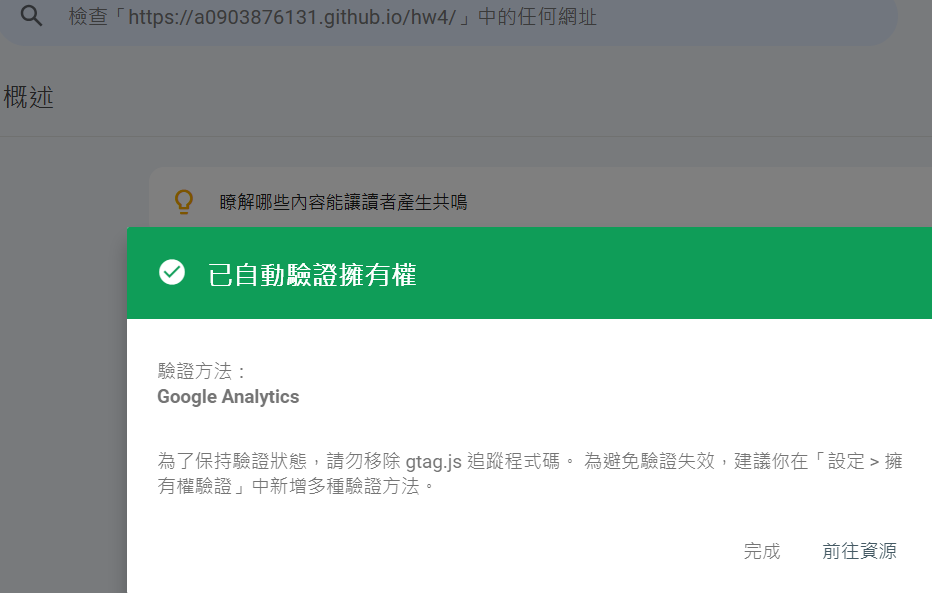 檢查「https://a0903876131.github.io/hw4/」中的任何網址
概述
瞭解哪些內容能讓讀者產生共鳴
已自動驗證擁有權
驗證方法：
Google Analytics
為了保持驗證狀態，請勿移除 gtag.js 追蹤程式碼。 為避免驗證失效，建議你在「設定 > 擁
有權驗證」中新增多種驗證方法。
完成 前往資源